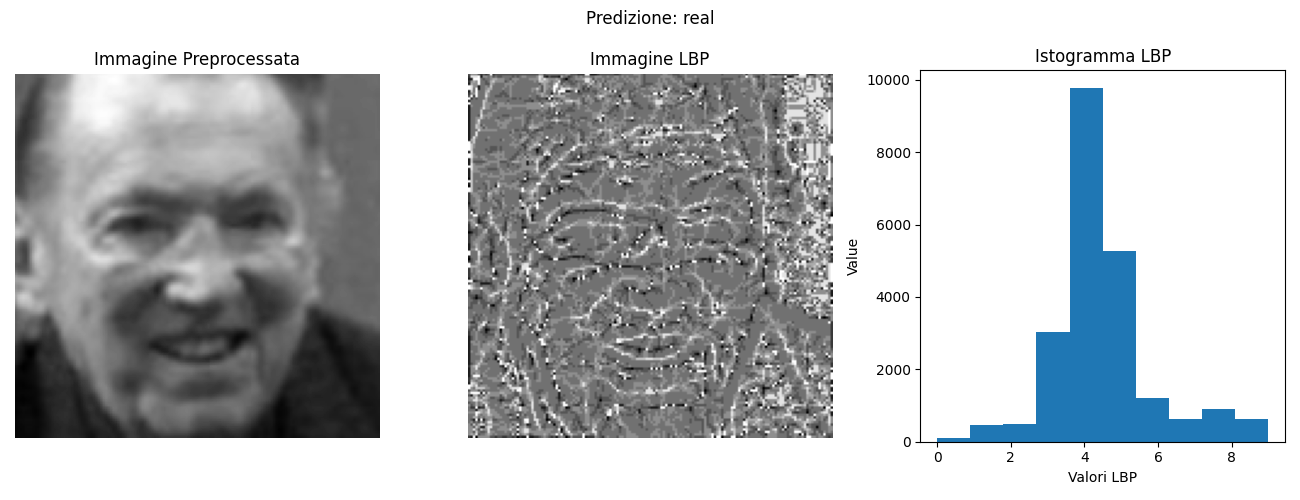 Predizione: real
Immagine Preprocessata
Immagine LBP
Istogramma LBP
Value
10000
8000
6000
4000
2000
0
0 2 4 6 8
Valori LBP